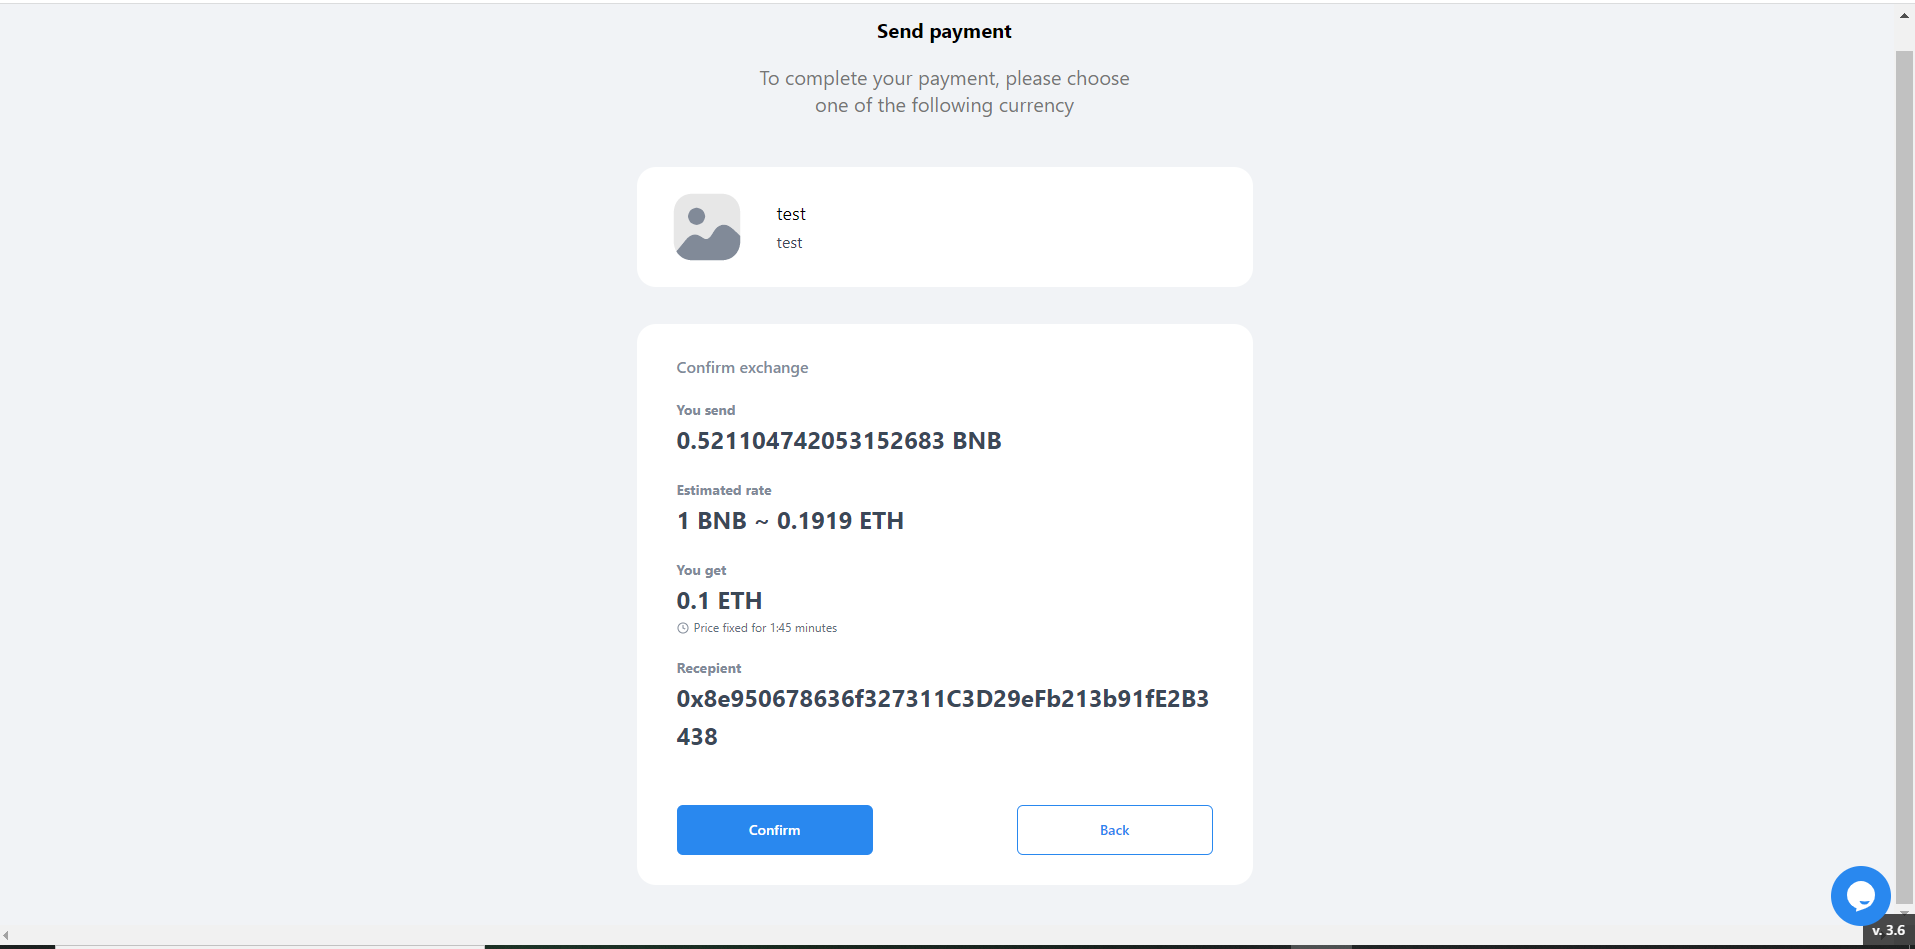 Send payment
To complete your payment, please choose
one of the following currency
test
test
Confirm exchange
You send
0.521104742053152683 BNB
Estimated rate
1 BNB ~ 0.1919 ETH
You get
0.1 ETH
Price fixed for 1:45 minutes
Recepient
0x8e950678636f327311C3D29eFb213b91fE2B3
438
Confirm
Back
v. 3.6